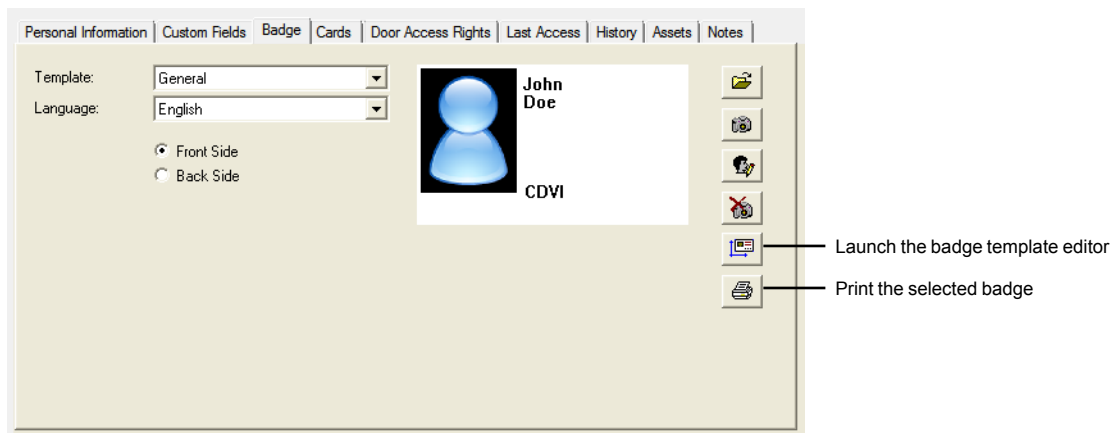 Personal Information Custom Fields Badge Cards Door Access Rights Last Access History Assets Notes
Template: General
Language: English
Front Side
Back Side
John
Doe
CDVI
Launch the badge template editor
Print the selected badge